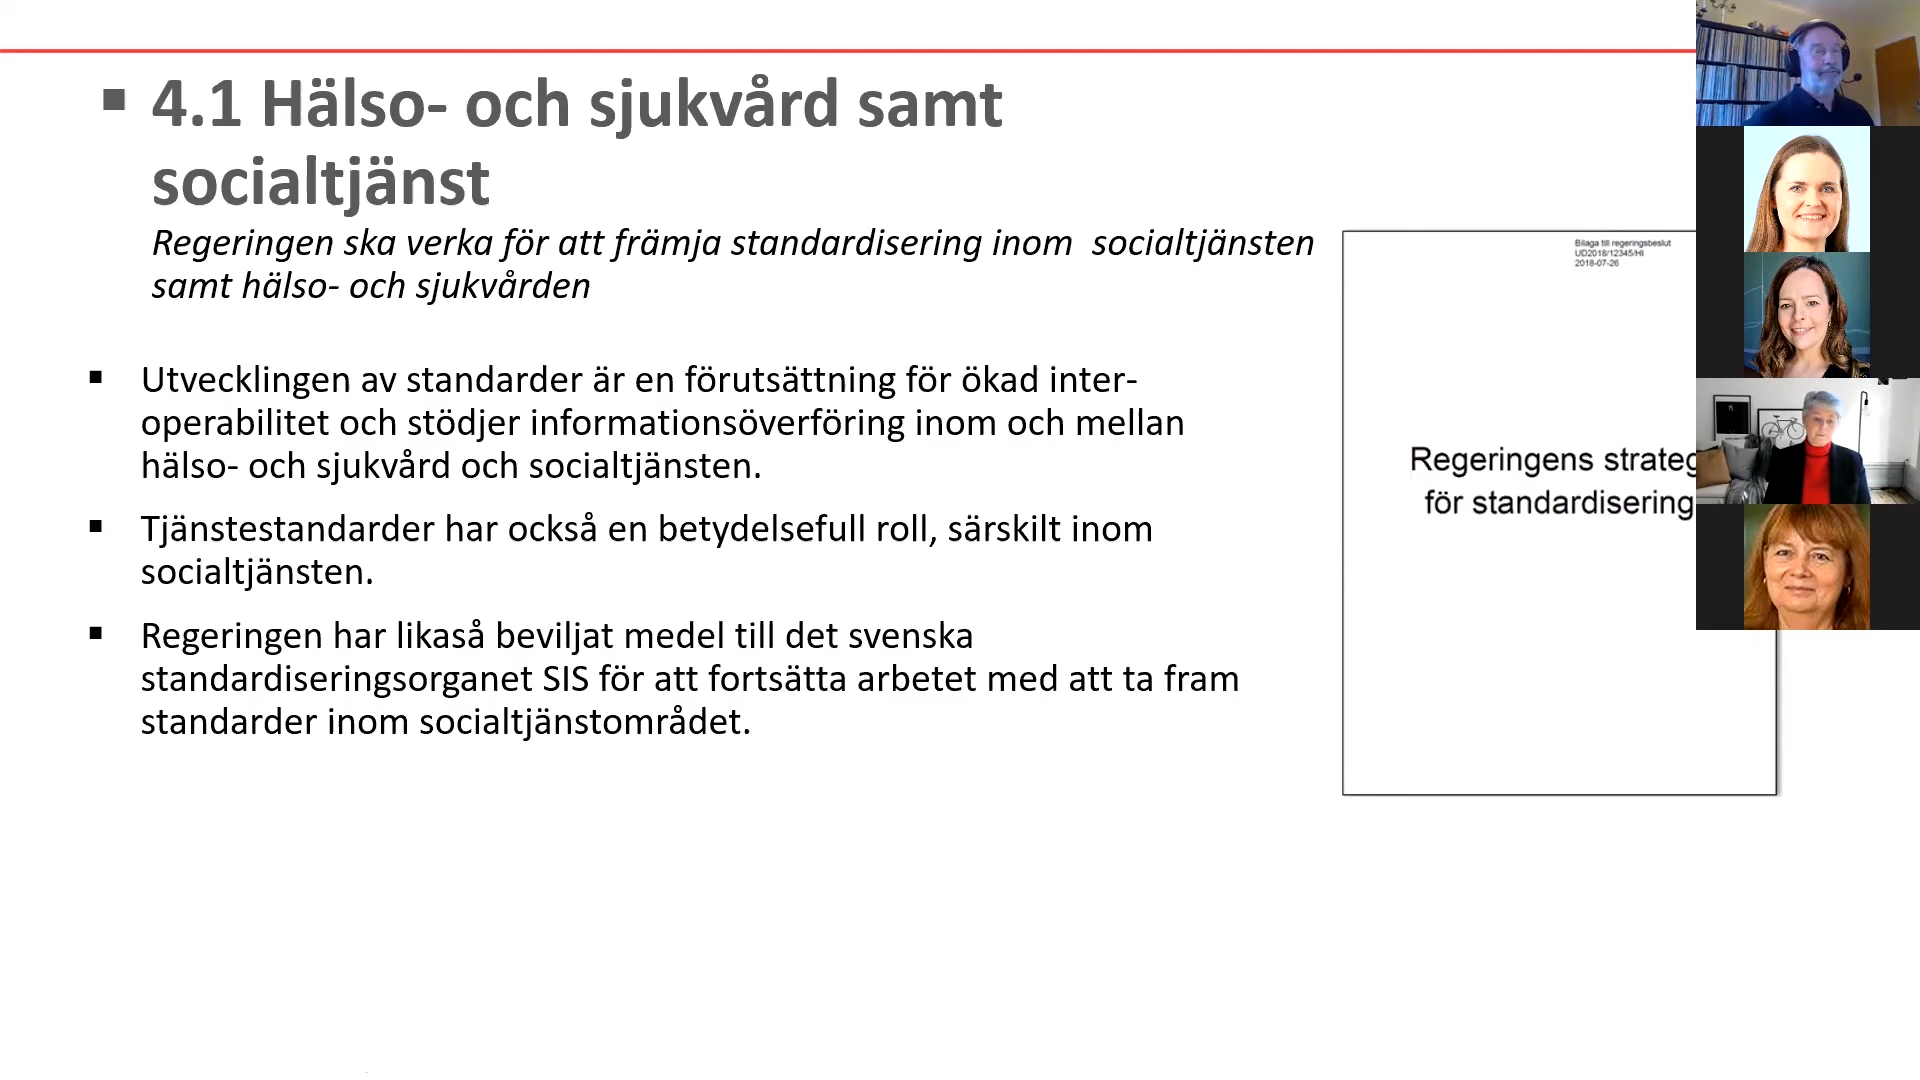 ▪ 4.1 Hälso- och sjukvård samt
socialtjänst
Regeringen ska verka för att främja standardisering inom  socialtjänsten
samt hälso- och sjukvården
▪ Utvecklingen av standarder är en förutsättning för ökad inter-
operabilitet och stödjer informationsöverföring inom och mellan
hälso- och sjukvård och socialtjänsten.
▪ Tjänstestandarder har också en betydelsefull roll, särskilt inom
socialtjänsten.
▪ Regeringen har likaså beviljat medel till det svenska
standardiseringsorganet SIS för att fortsätta arbetet med att ta fram
standarder inom socialtjänstområdet.
Bilaga till regeringsbeslut
UD2018/12345/HI
2018-07-26
Regeringens strateg
för standardisering